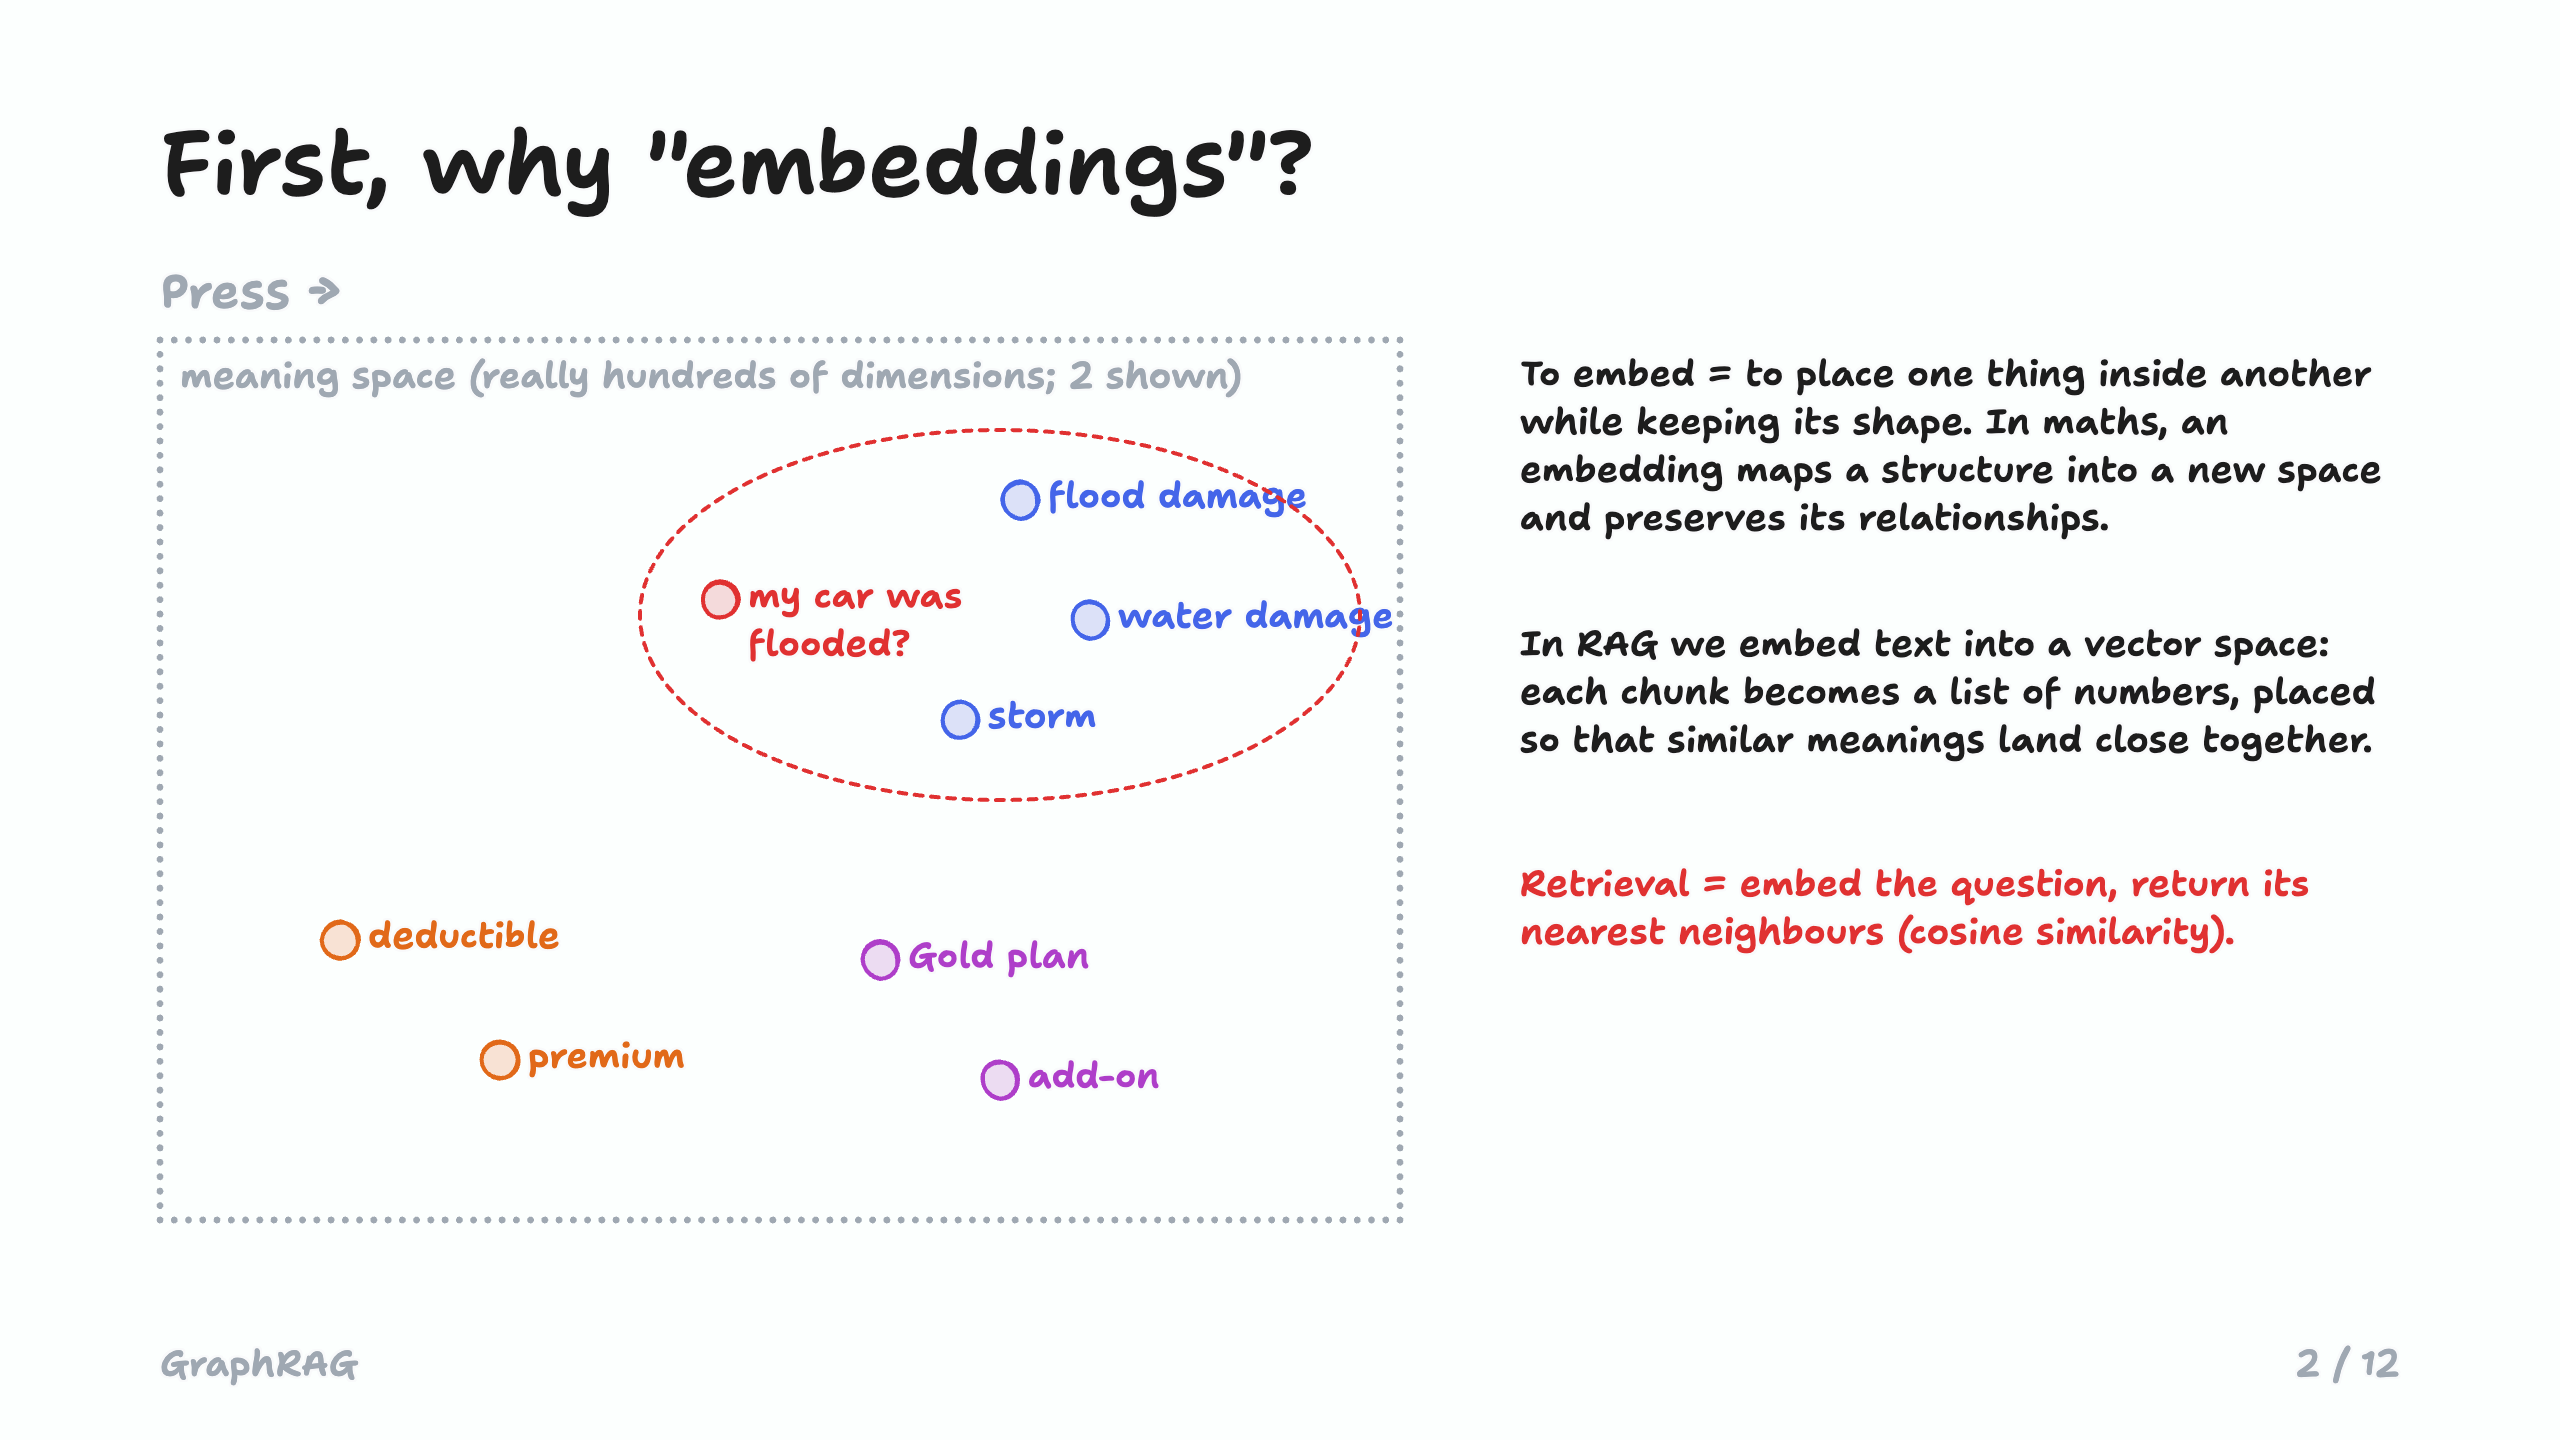 First, why "embeddings"?
Press →
meaning space (really hundreds of dimensions; 2 shown)
flood damage
my car was
flooded?
water damage
storm
deductible
Gold plan
premium
add-on
To embed = to place one thing inside another
while keeping its shape. In maths, an
embedding maps a structure into a new space
and preserves its relationships.
In RAG we embed text into a vector space:
each chunk becomes a list of numbers, placed
so that similar meanings land close together.
Retrieval = embed the question, return its
nearest neighbours (cosine similarity).
GraphRAG
2 / 12